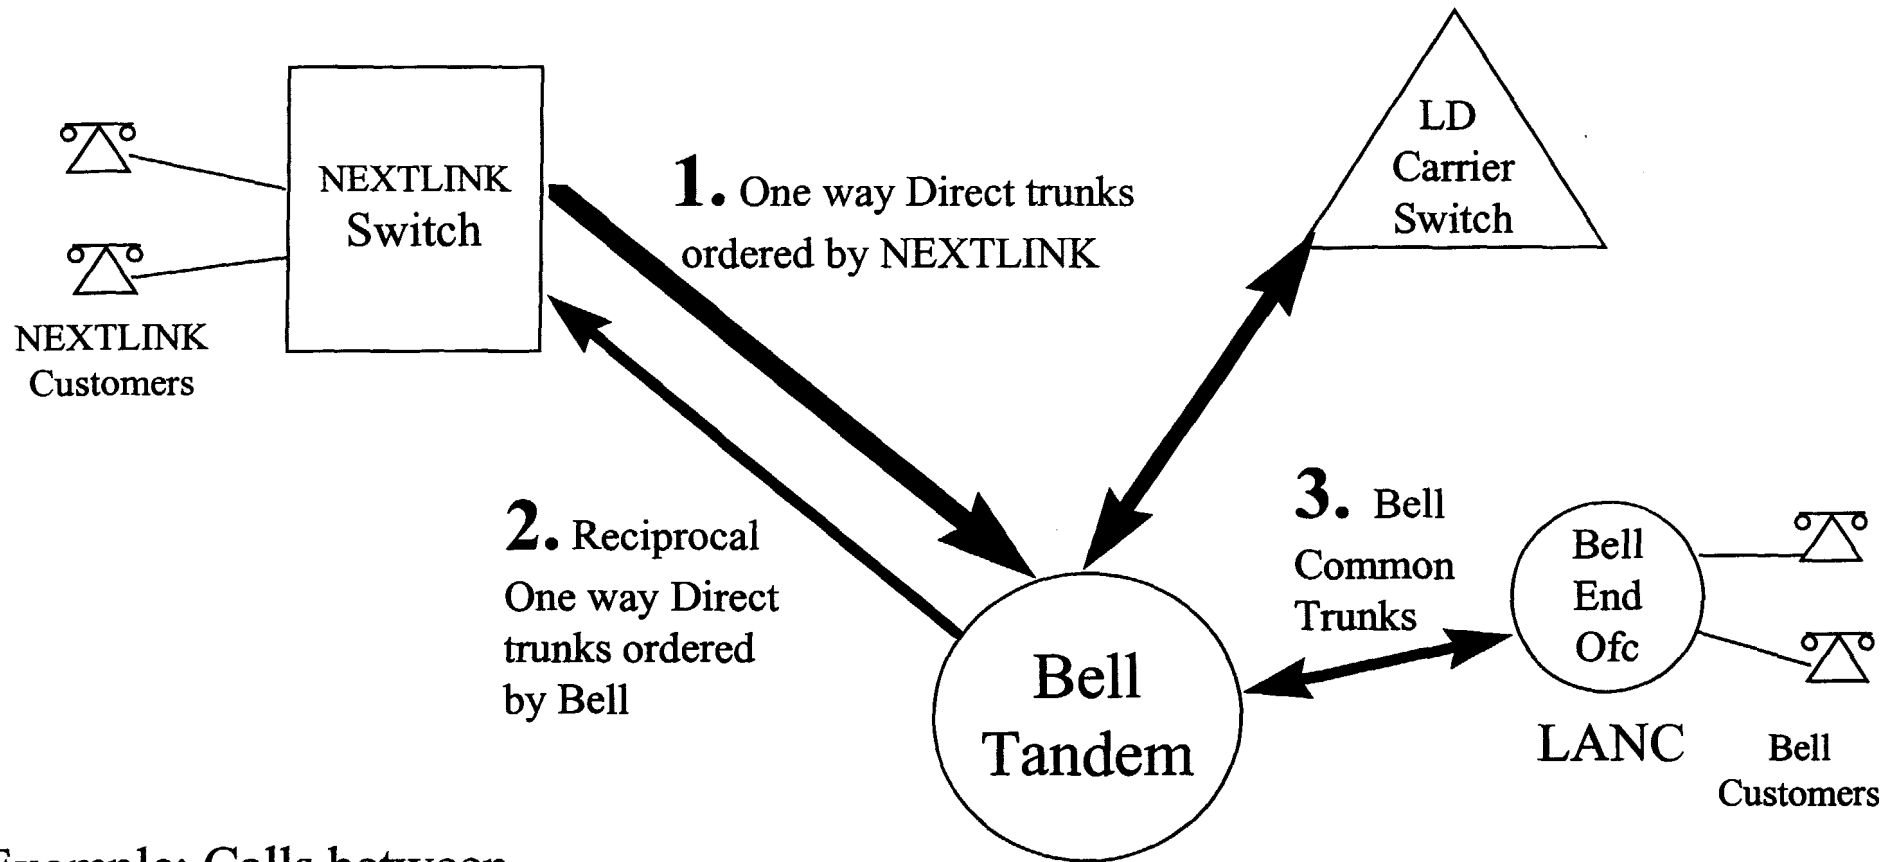 NEXTLINK
Switch
NEXTLINK
Customers
1. One way Direct trunks
ordered by NEXTLINK
LD
Carrier
Switch
2. Reciprocal
One way Direct
trunks ordered
by Bell
3. Bell
Common
Trunks
Bell
End
Ofc
LANC
Bell
Customers
Bell
Tandem
Example: Calls between